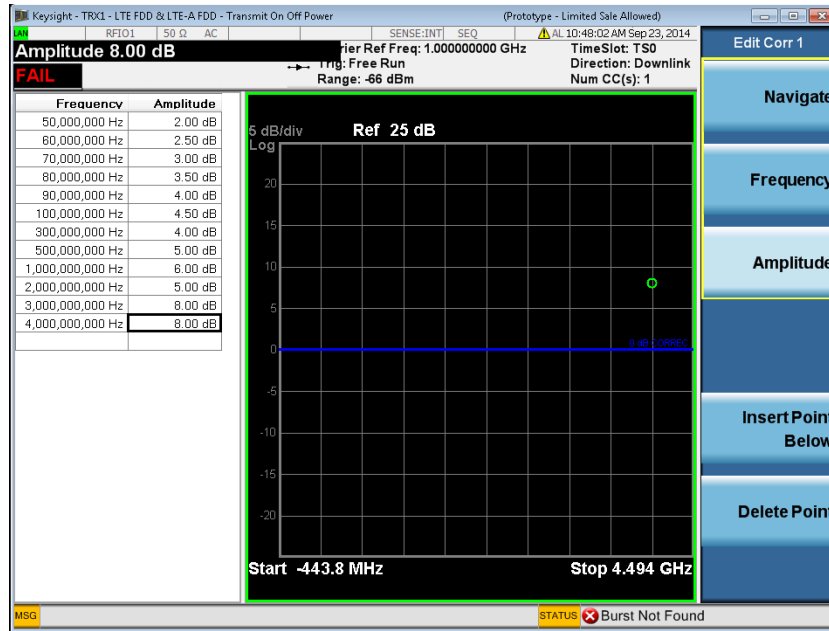 Keysight - TRX1 - LTE FDD & LTE-A FDD - Transmit On Off Power (Prototype - Limited Sale Allowed)
LAN RFIO1 50 Ω AC SENSE:INT SEQ AL 10:48:02 AM Sep 23, 2014
Amplitude 8.00 dB
rier Ref Freq: 1.000000000 GHz TimeSlot: TS0
Trig: Free Run Direction: Downlink
FAIL
Range: -66 dBm Num CC(s): 1
Edit Corr 1
Frequency Amplitude
50,000,000 Hz 2.00 dB
60,000,000 Hz 2.50 dB
70,000,000 Hz 3.00 dB
80,000,000 Hz 3.50 dB
90,000,000 Hz 4.00 dB
100,000,000 Hz 4.50 dB
300,000,000 Hz 4.00 dB
500,000,000 Hz 5.00 dB
1,000,000,000 Hz 6.00 dB
2,000,000,000 Hz 5.00 dB
3,000,000,000 Hz 8.00 dB
4,000,000,000 Hz 8.00 dB
5 dB/div Ref 25 dB
Log
20
15
10
5
0
-5
-10
-15
-20
0 dB CORREC
Start -443.8 MHz Stop 4.494 GHz
Navigate
Frequency
Amplitude
Insert Point
Below
Delete Point
MSG STATUS Burst Not Found